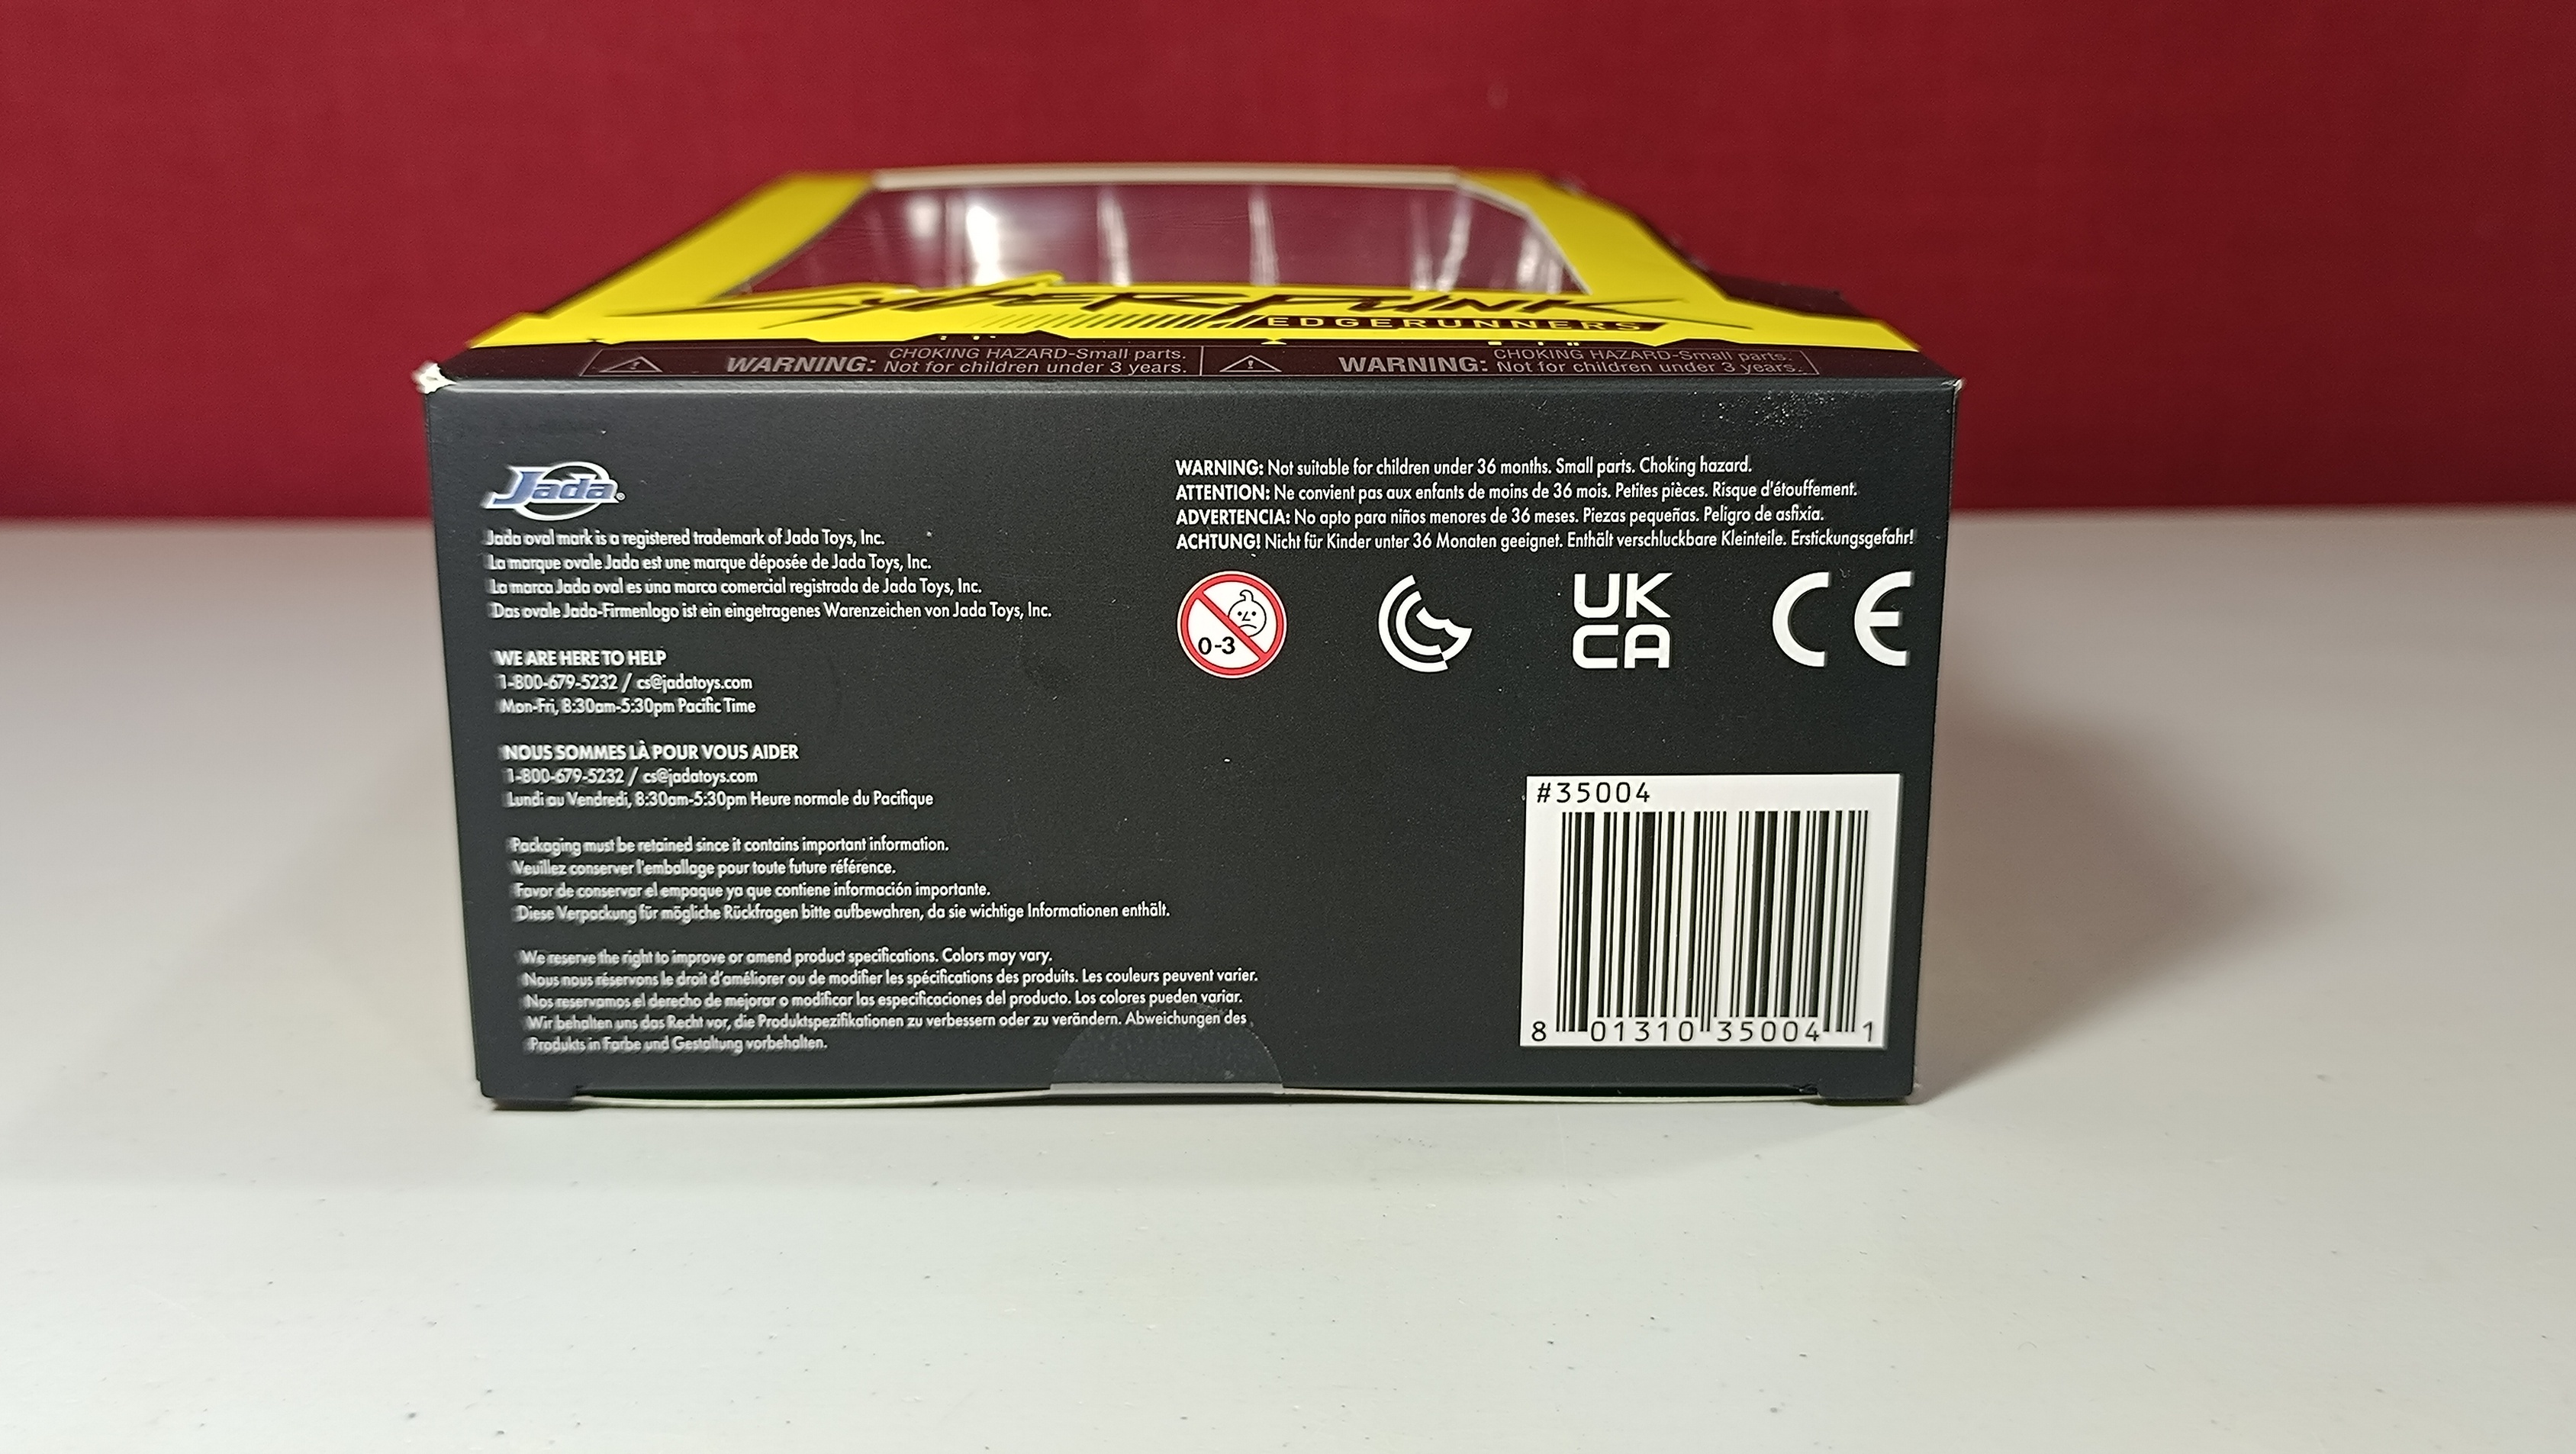 CYBERPUNK
EDGERUNNERS
WARNING: CHOKING HAZARD-Small parts.
Not for children under 3 years.
WARNING: CHOKING HAZARD-Small parts.
Not for children under 3 years.
Jada®
Jada oval mark is a registered trademark of Jada Toys, Inc.
La marque ovale Jada est une marque déposée de Jada Toys, Inc.
La marca Jada oval es una marca comercial registrada de Jada Toys, Inc.
Das ovale Jada-Firmenlogo ist ein eingetragenes Warenzeichen von Jada Toys, Inc.
WE ARE HERE TO HELP
1-800-679-5232 / cs@jadatoys.com
Mon-Fri, 8:30am-5:30pm Pacific Time
NOUS SOMMES LÀ POUR VOUS AIDER
1-800-679-5232 / cs@jadatoys.com
Lundi au Vendredi, 8:30am-5:30pm Heure normale du Pacifique
Packaging must be retained since it contains important information.
Veuillez conserver l'emballage pour toute future référence.
Favor de conservar el empaque ya que contiene información importante.
Diese Verpackung für mögliche Rückfragen bitte aufbewahren, da sie wichtige Informationen enthält.
We reserve the right to improve or amend product specifications. Colors may vary.
Nous nous réservons le droit d'améliorer ou de modifier les spécifications des produits. Les couleurs peuvent varier.
Nos reservamos el derecho de mejorar o modificar las especificaciones del producto. Los colores pueden variar.
Wir behalten uns das Recht vor, die Produktspezifikationen zu verbessern oder zu verändern. Abweichungen des
Produkts in Farbe und Gestaltung vorbehalten.
WARNING: Not suitable for children under 36 months. Small parts. Choking hazard.
ATTENTION: Ne convient pas aux enfants de moins de 36 mois. Petites pièces. Risque d'étouffement.
ADVERTENCIA: No apto para niños menores de 36 meses. Piezas pequeñas. Peligro de asfixia.
ACHTUNG! Nicht für Kinder unter 36 Monaten geeignet. Enthält verschluckbare Kleinteile. Erstickungsgefahr!
0-3
UK
CA
CE
#35004
8 01310 35004 1